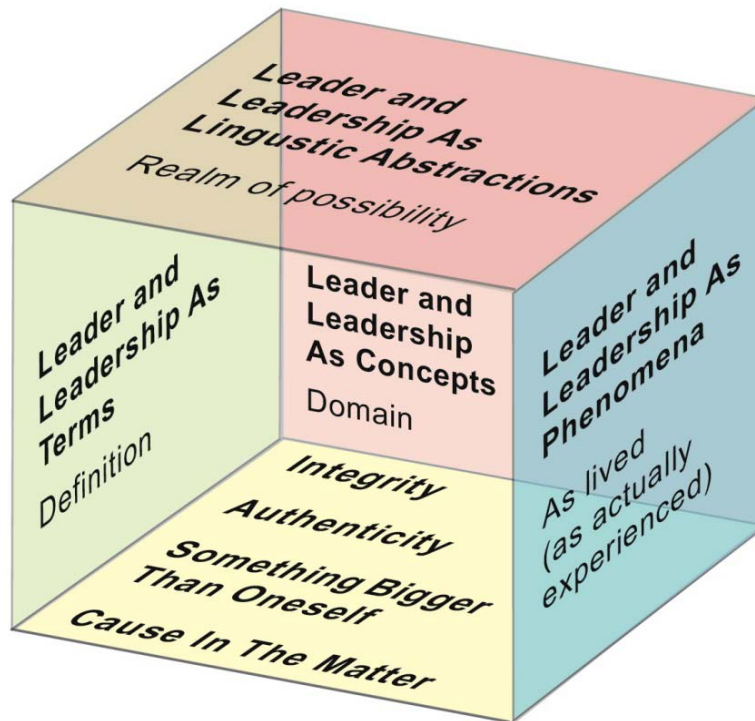 Leader and
Leadership As
Lingustic Abstractions
Realm of possibility
Leader and
Leadership As
Terms
Definition
Leader and
Leadership
As Concepts
Domain
Leader and
Leadership As
Phenomena
As lived
(as actually
experienced)
Integrity
Authenticity
Something Bigger
Than Oneself
Cause In The Matter